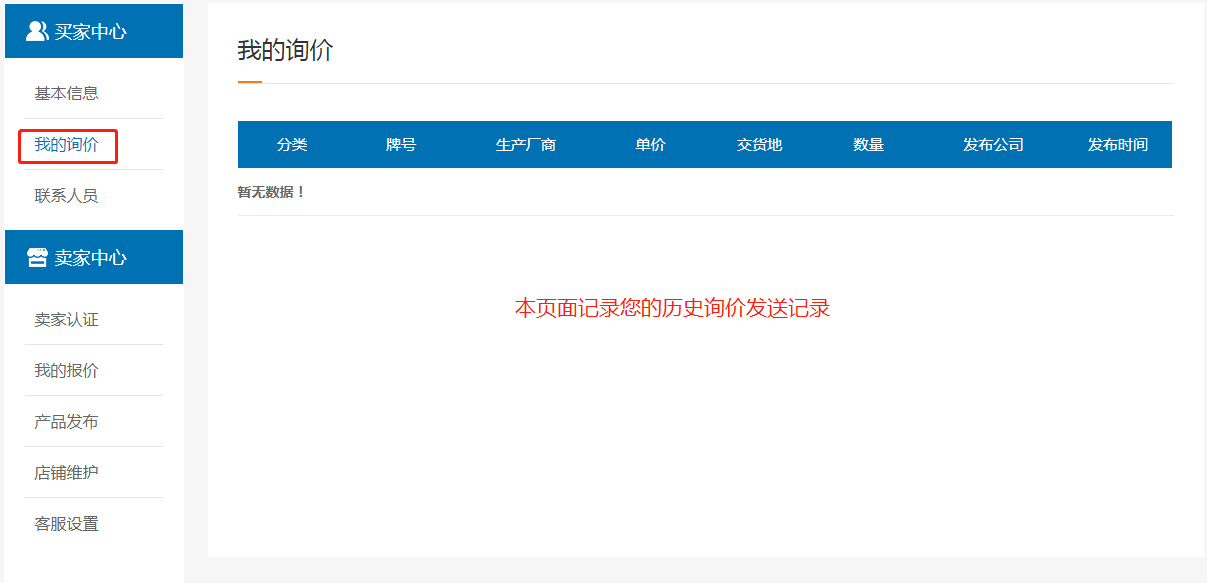 买家中心
基本信息
我的询价
联系人员
卖家中心
卖家认证
我的报价
产品发布
店铺维护
客服设置
我的询价
分类 牌号 生产厂商 单价 交货地 数量 发布公司 发布时间
暂无数据！
本页面记录您的历史询价发送记录